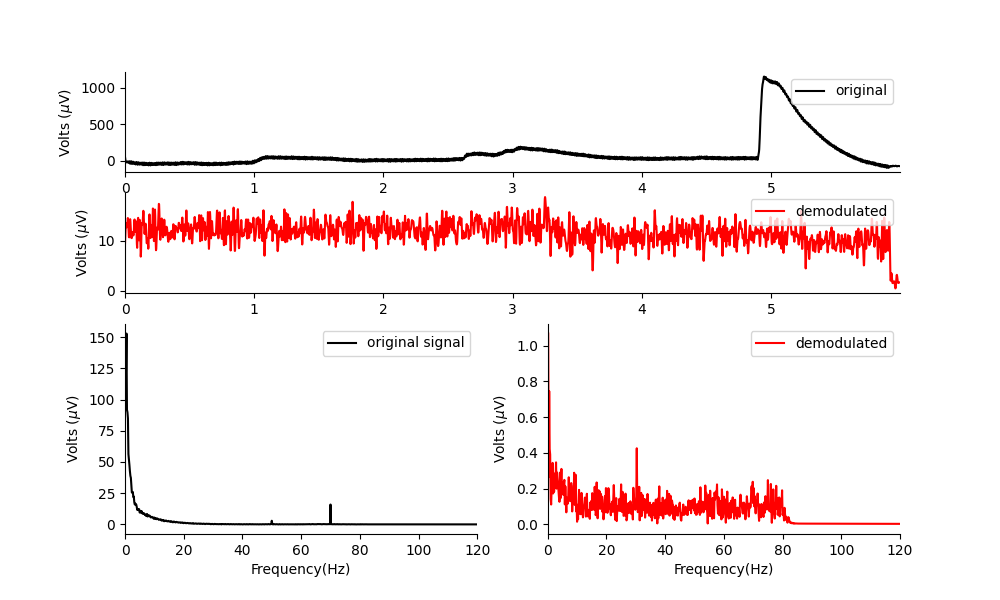 1000
500
0
Volts (μV)
original
0 1 2 3 4 5
10
0
Volts (μV)
demodulated
0 1 2 3 4 5
150
125
100
75
50
25
0
Volts (μV)
original signal
0 20 40 60 80 100 120
Frequency(Hz)
1.0
0.8
0.6
0.4
0.2
0.0
Volts (μV)
demodulated
0 20 40 60 80 100 120
Frequency(Hz)